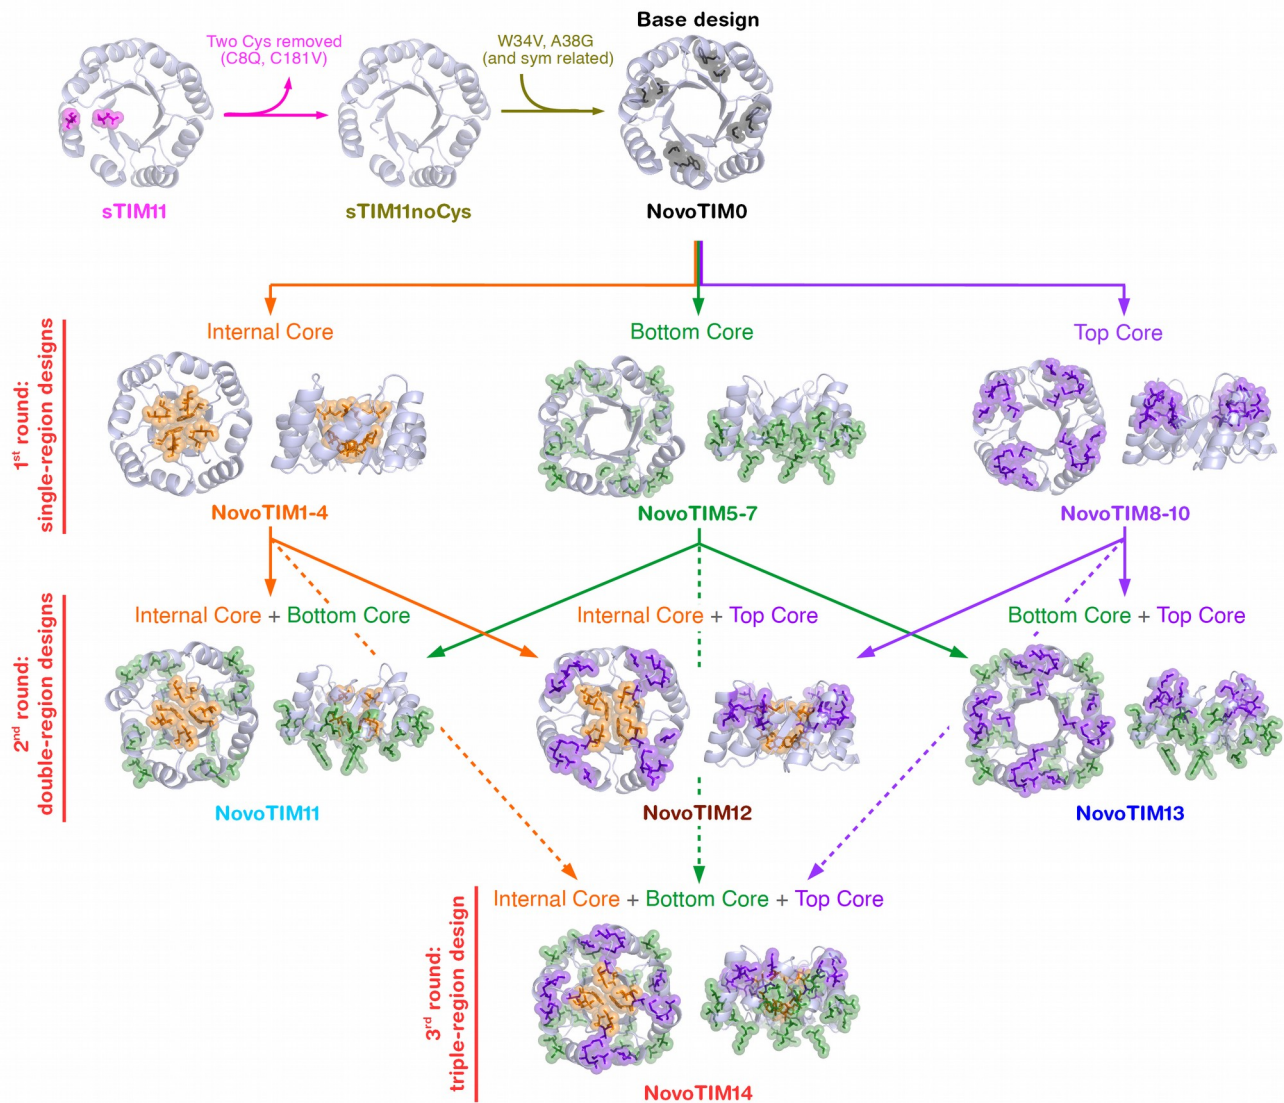 Base design
Two Cys removed
(C8Q, C181V)
W34V, A38G
(and sym related)
sTIM11
sTIM11noCys
NovoTIM0
1st round:
single-region designs
Internal Core
Bottom Core
Top Core
NovoTIM1-4
NovoTIM5-7
NovoTIM8-10
2nd round:
double-region designs
Internal Core + Bottom Core
Internal Core + Top Core
Bottom Core + Top Core
NovoTIM11
NovoTIM12
NovoTIM13
3rd round:
triple-region design
Internal Core + Bottom Core + Top Core
NovoTIM14